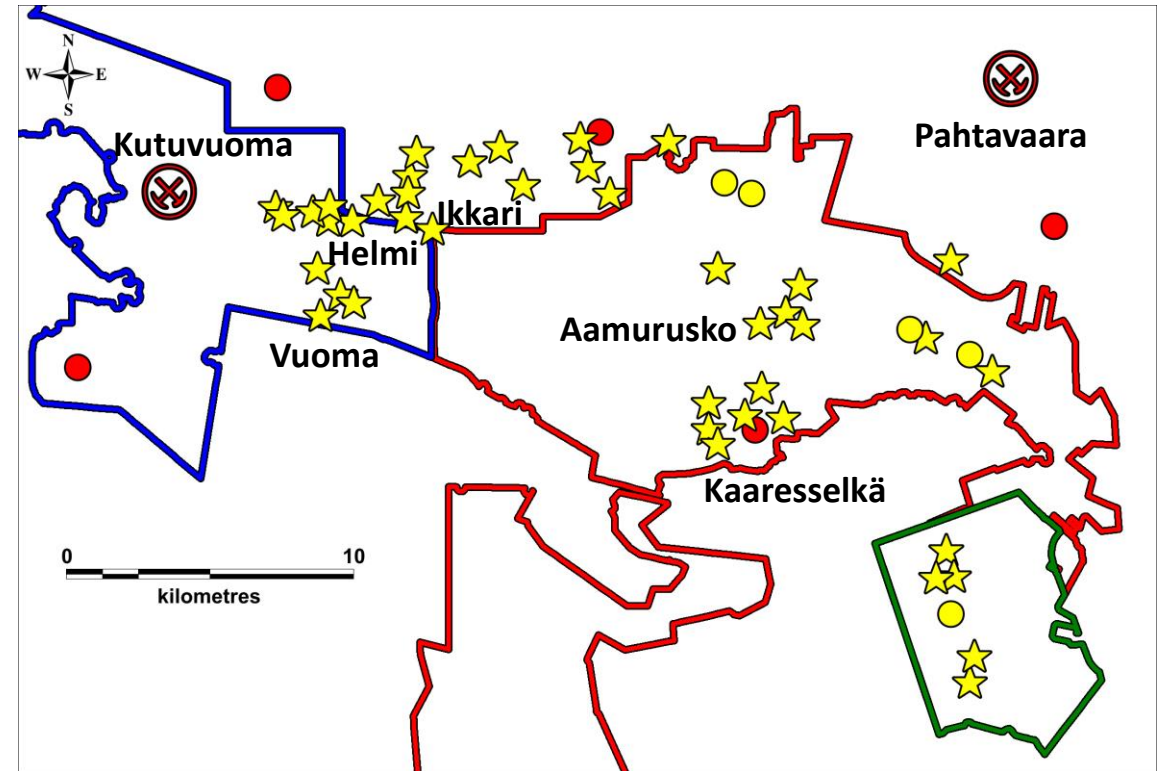 N
W E
S
Kutuvuoma
Pahtavaara
Ikkari
Helmi
Aamurusko
Vuoma
Kaaresselkä
0 10
kilometres